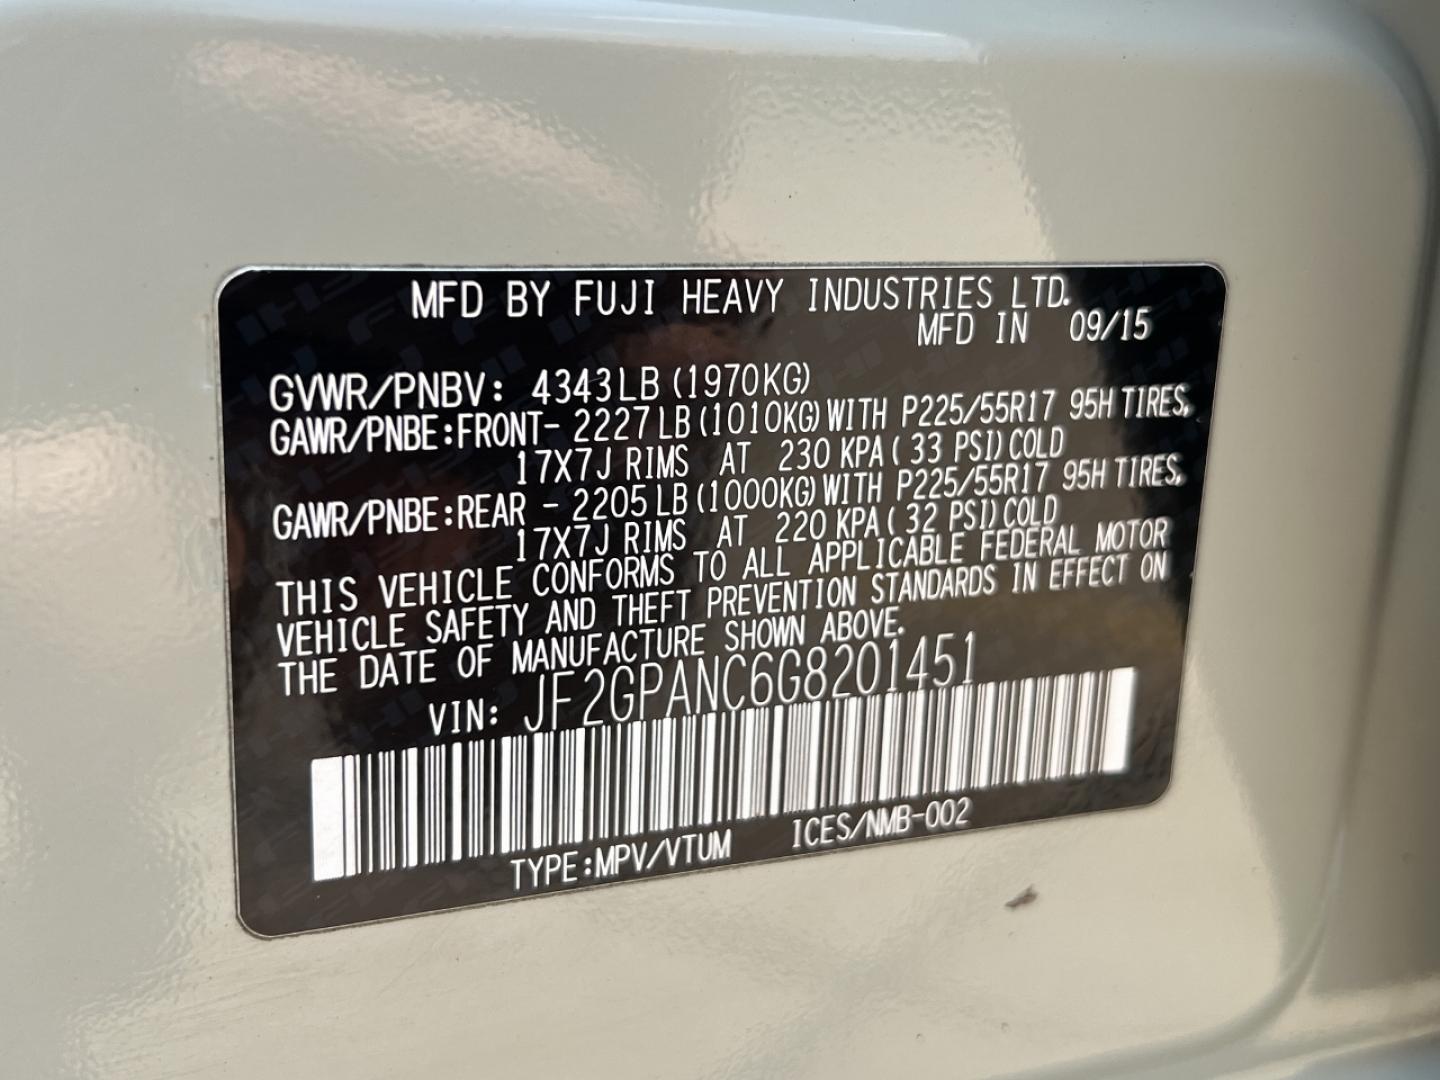 MFD BY FUJI HEAVY INDUSTRIES LTD.
MFD IN 09/15
GVWR/PNBV: 4343LB (1970KG)
GAWR/PNBE:FRONT- 2227LB (1010KG) WITH P225/55R17 95H TIRES,
17X7J RIMS AT 230 KPA ( 33 PSI) COLD
GAWR/PNBE:REAR - 2205LB (1000KG) WITH P225/55R17 95H TIRES,
17X7J RIMS AT 220 KPA ( 32 PSI) COLD
THIS VEHICLE CONFORMS TO ALL APPLICABLE FEDERAL MOTOR
VEHICLE SAFETY AND THEFT PREVENTION STANDARDS IN EFFECT ON
THE DATE OF MANUFACTURE SHOWN ABOVE.
VIN: JF2GPANC6G8201451
TYPE:MPV/VTUM ICES/NMB-002